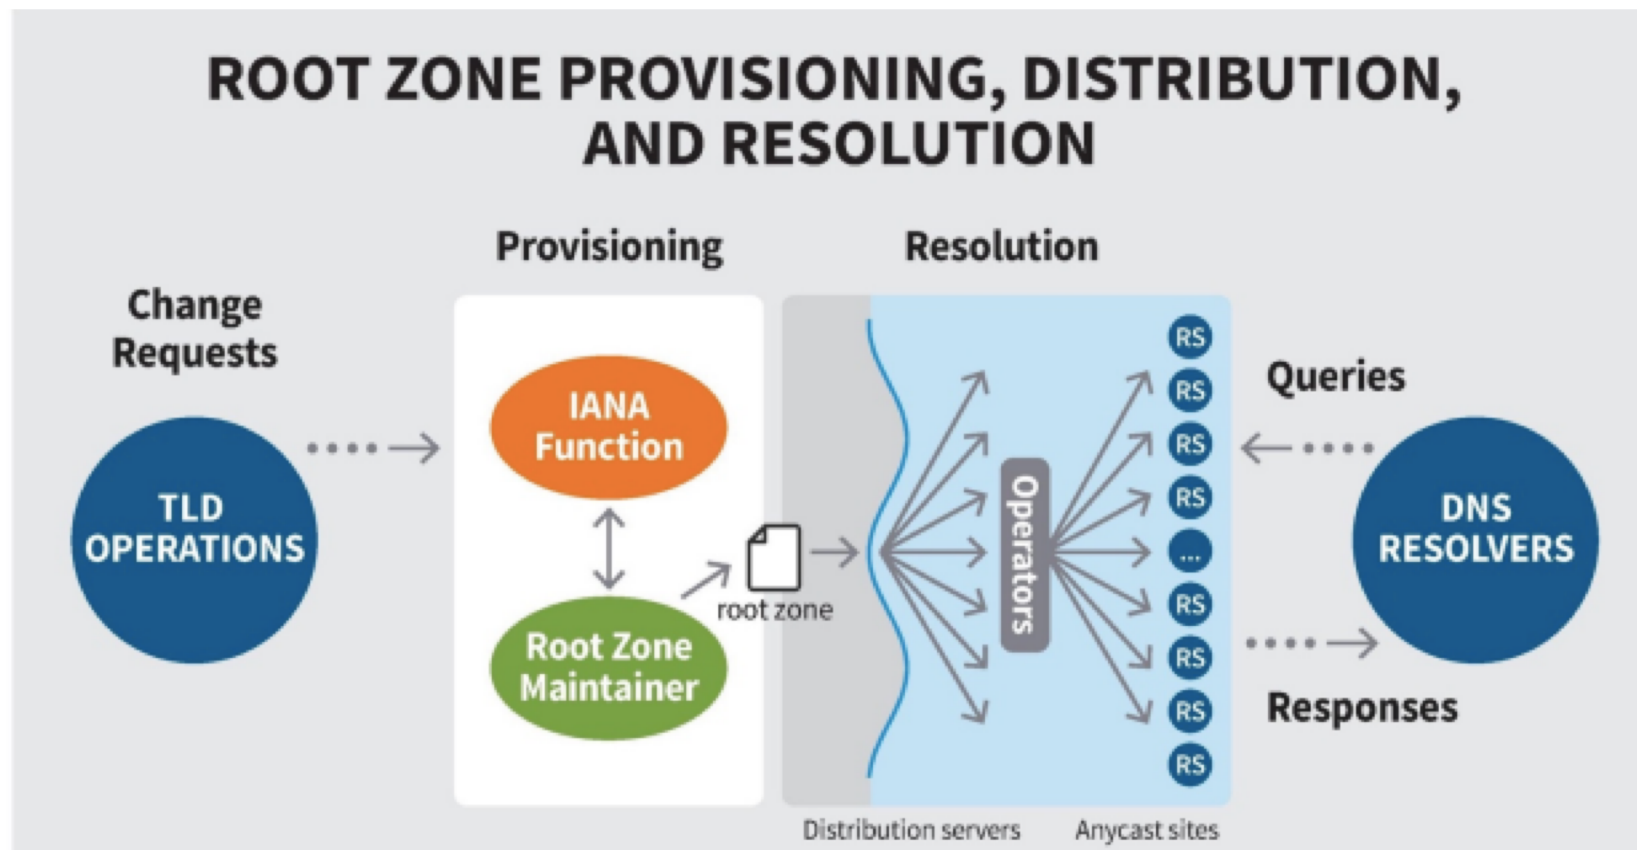 ROOT ZONE PROVISIONING, DISTRIBUTION,
AND RESOLUTION
Provisioning
Resolution
Change
Requests
TLD
OPERATIONS
IANA
Function
Root Zone
Maintainer
root zone
Operators
RS
RS
RS
RS
...
RS
RS
RS
RS
Queries
DNS
RESOLVERS
Responses
Distribution servers
Anycast sites